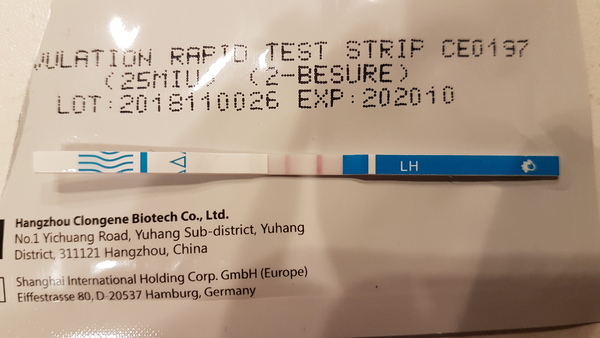 VULATION RAPID TEST STRIP CE0197
(25MIU) (2-BESURE)
LOT:2018110026 EXP:202010
LH
Hangzhou Clongene Biotech Co., Ltd.
No.1 Yichuang Road, Yuhang Sub-district, Yuhang
District, 311121 Hangzhou, China
Shanghai International Holding Corp. GmbH (Europe)
Eiffestrasse 80, D-20537 Hamburg, Germany